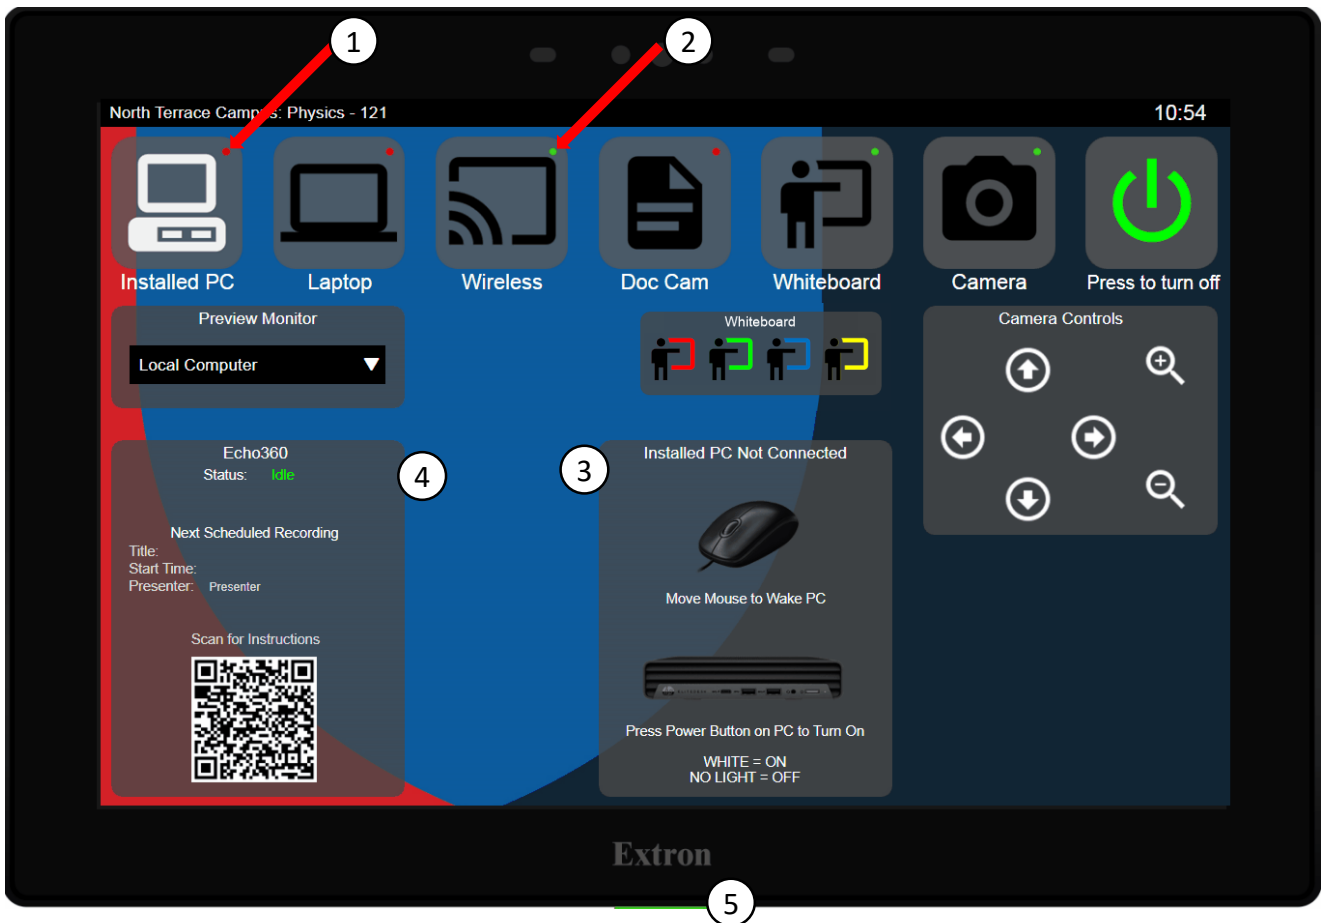 1
2
North Terrace Campus: Physics - 121
10:54
Installed PC
Laptop
Wireless
Doc Cam
Whiteboard
Camera
Press to turn off
Preview Monitor
Local Computer
Whiteboard
Camera Controls
Echo360
Status: Idle
4
Next Scheduled Recording
Title:
Start Time:
Presenter: Presenter
Scan for Instructions
3
Installed PC Not Connected
Move Mouse to Wake PC
Press Power Button on PC to Turn On
WHITE = ON
NO LIGHT = OFF
Extron
5